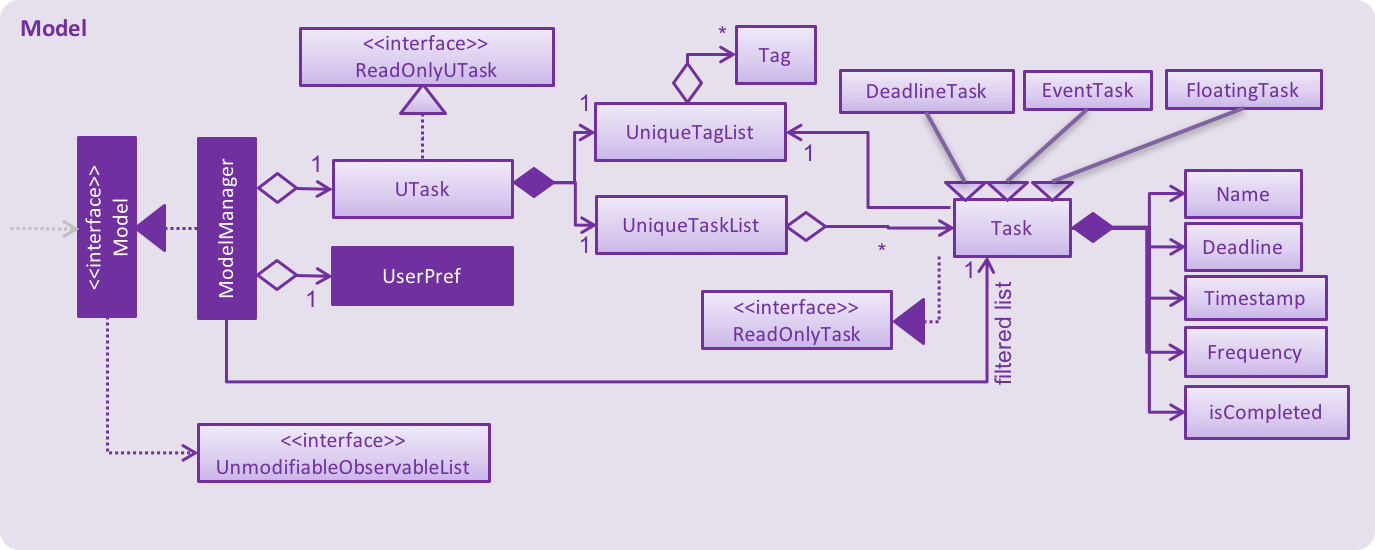 Model
<<interface>>
ReadOnlyUTask
*
Tag
DeadlineTask
EventTask
FloatingTask
1
UniqueTagList
1
<<interface>>
Model
ModelManager
1
UTask
1
UniqueTaskList
*
Task
1
Name
Deadline
Timestamp
Frequency
isCompleted
1
UserPref
<<interface>>
ReadOnlyTask
filtered list
<<interface>>
UnmodifiableObservableList